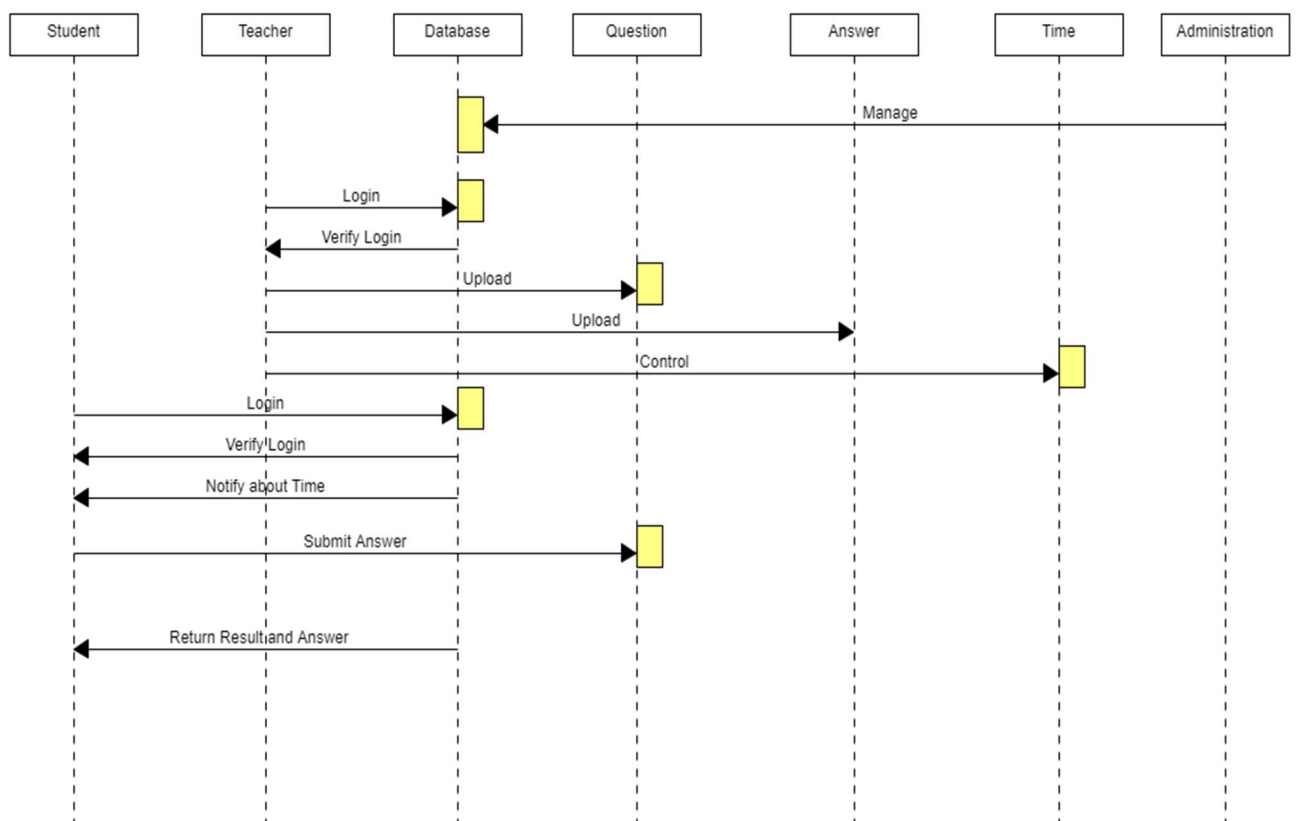 Student
Teacher
Database
Question
Answer
Time
Administration
Manage
Login
Verify Login
Upload
Upload
Control
Login
Verify Login
Notify about Time
Submit Answer
Return Result and Answer